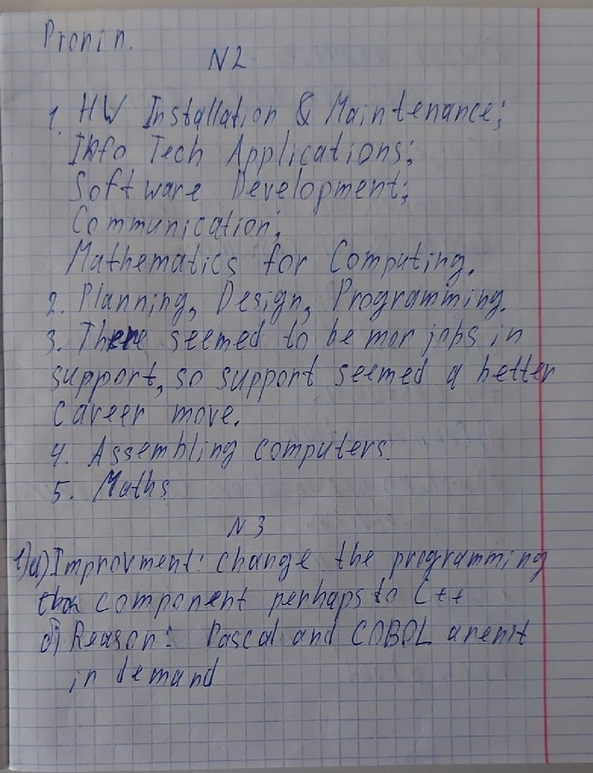 Pronin.
N2
1. HW Installation & Maintenance;
Info Tech Applications;
Software Development;
Communication;
Mathematics for Computing.
2. Planning, Design, Programming.
3. There seemed to be mor jobs in
support, so support seemed a better
career move.
4. Assembling computers.
5. Maths
N3
1)a) Improvment: change the programming
component perhaps to C++
б) Reason: Pascal and COBOL arent
in demand